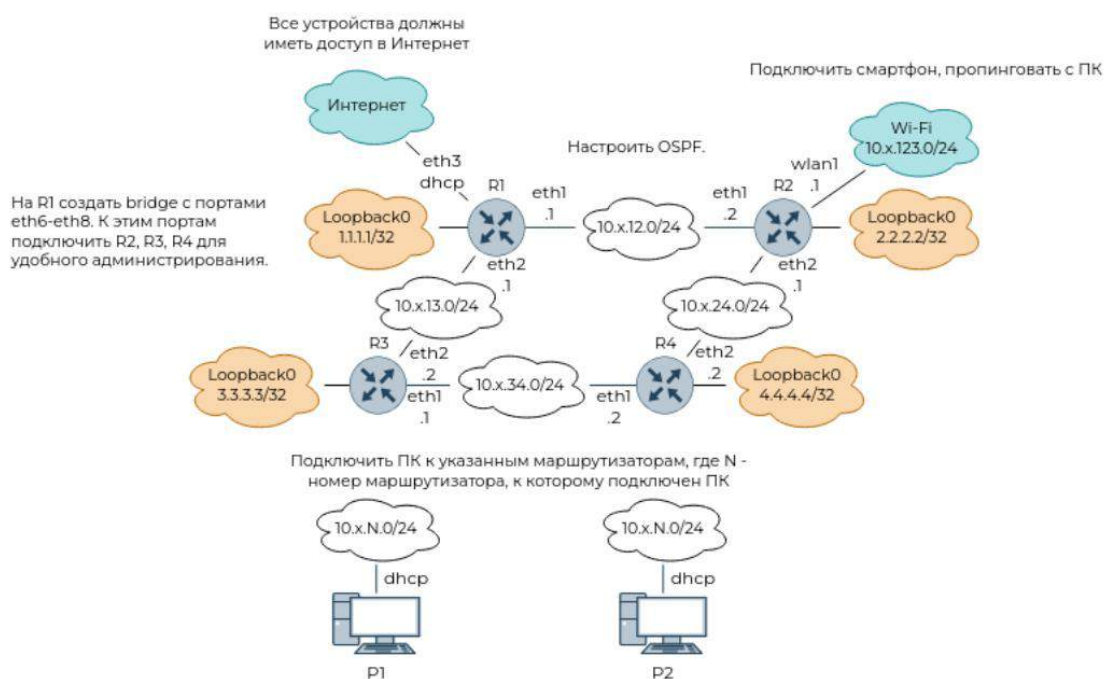 Все устройства должны
иметь доступ в Интернет
Подключить смартфон, пропинговать с ПК
Интернет
Wi-Fi
10.x.123.0/24
Настроить OSPF.
eth3
dhcp
wlan1
.1
R1
R2
На R1 создать bridge с портами
eth6-eth8. К этим портам
подключить R2, R3, R4 для
удобного администрирования.
Loopback0
1.1.1.1/32
eth1
.1
10.x.12.0/24
eth1
.2
Loopback0
2.2.2.2/32
eth2
.1
eth2
.1
10.x.13.0/24
10.x.24.0/24
R3
R4
eth2
.2
eth2
.2
Loopback0
3.3.3.3/32
eth1
.1
10.x.34.0/24
eth1
.2
Loopback0
4.4.4.4/32
Подключить ПК к указанным маршрутизаторам, где N -
номер маршрутизатора, к которому подключен ПК
10.x.N.0/24
10.x.N.0/24
dhcp
dhcp
P1
P2